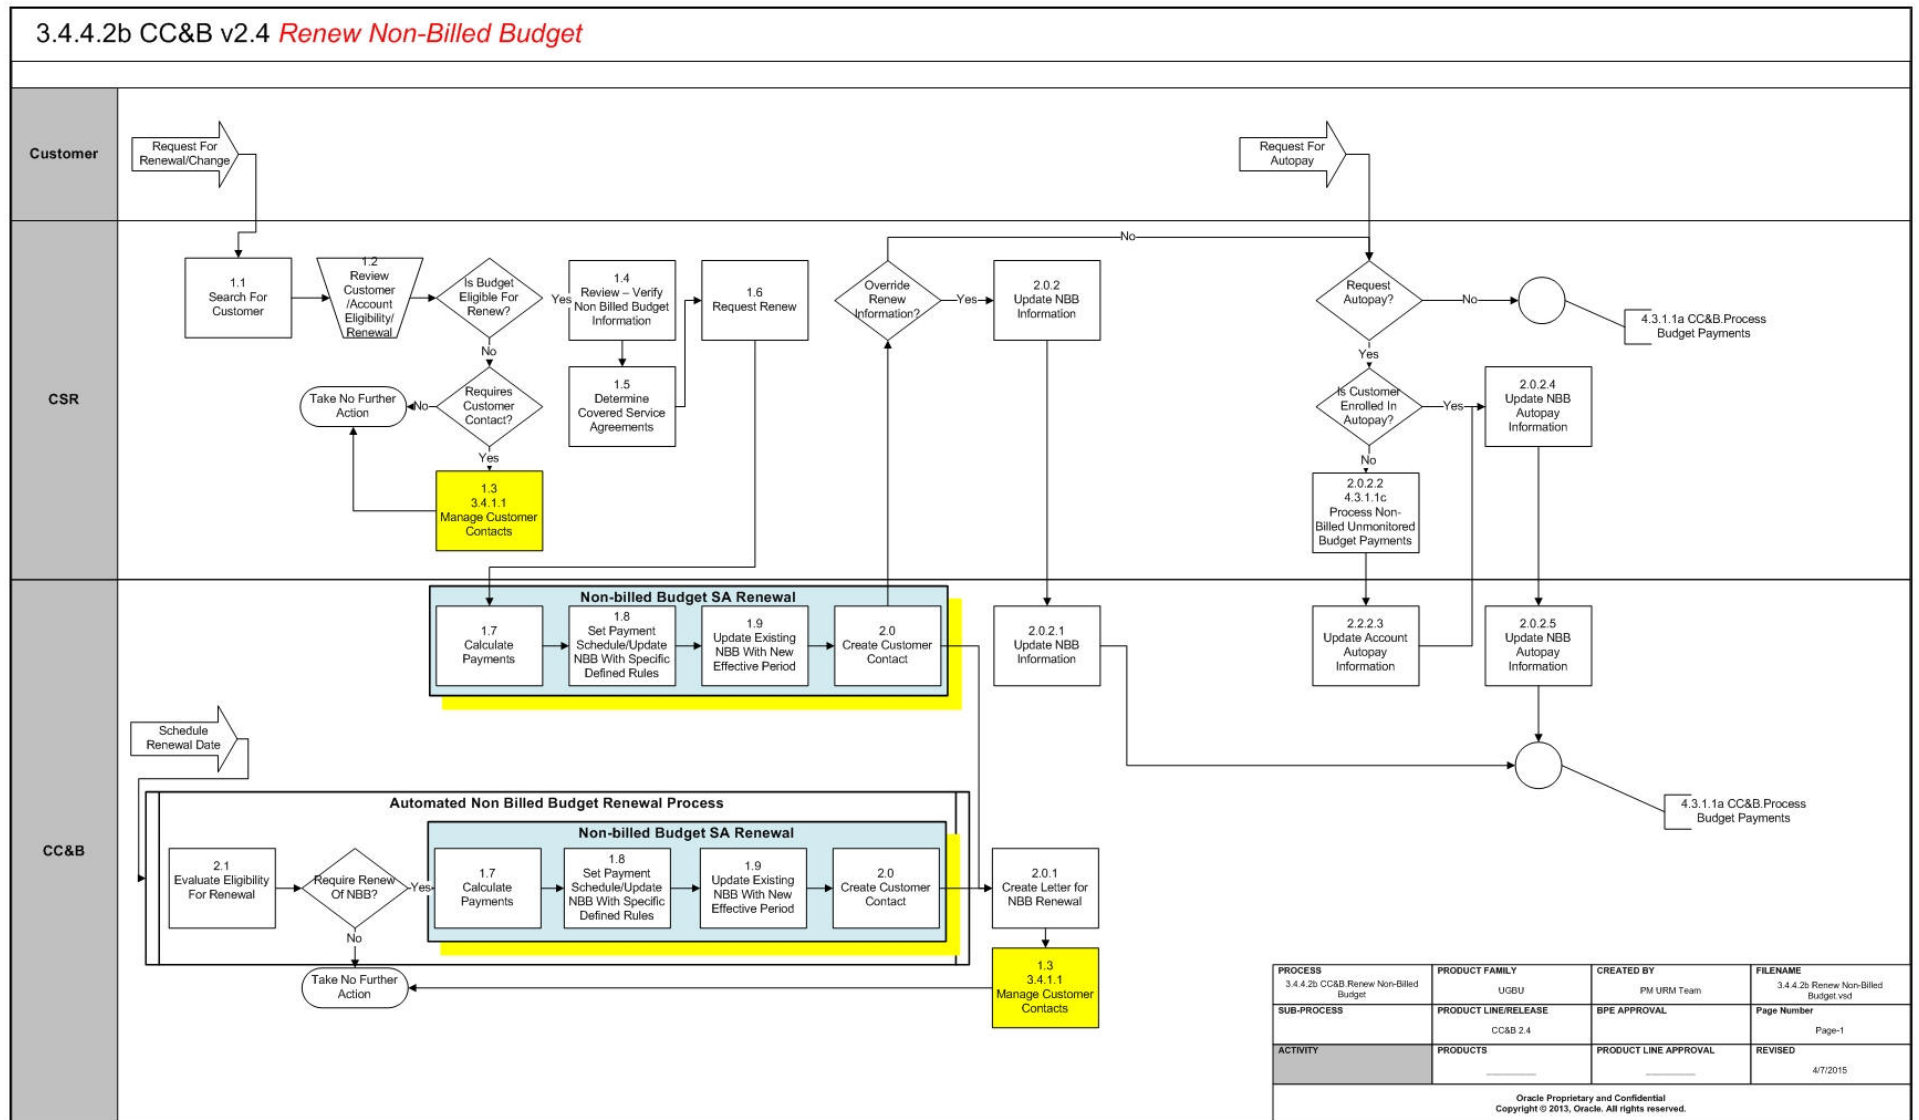 3.4.4.2b CC&B v2.4 Renew Non-Billed Budget
Customer
Request For
Renewal/Change
Request For
Autopay
CSR
1.1
Search For
Customer
1.2
Review
Customer
/Account
Eligibility/
Renewal
Is Budget
Eligible For
Renew?
Yes
No
1.4
Review – Verify
Non Billed Budget
Information
1.6
Request Renew
Requires
Customer
Contact?
No
Take No Further
Action
Yes
1.3
3.4.1.1
Manage Customer
Contacts
1.5
Determine
Covered Service
Agreements
Override
Renew
Information?
No
Yes
2.0.2
Update NBB
Information
Request
Autopay?
No
4.3.1.1a CC&B.Process
Budget Payments
Yes
Is Customer
Enrolled In
Autopay?
Yes
2.0.2.4
Update NBB
Autopay
Information
No
2.0.2.2
4.3.1.1c
Process Non-
Billed Unmonitored
Budget Payments
CC&B
Non-billed Budget SA Renewal
1.7
Calculate
Payments
1.8
Set Payment
Schedule/Update
NBB With Specific
Defined Rules
1.9
Update Existing
NBB With New
Effective Period
2.0
Create Customer
Contact
2.0.2.1
Update NBB
Information
2.2.2.3
Update Account
Autopay
Information
2.0.2.5
Update NBB
Autopay
Information
4.3.1.1a CC&B.Process
Budget Payments
Schedule
Renewal Date
Automated Non Billed Budget Renewal Process
2.1
Evaluate Eligibility
For Renewal
Require Renew
Of NBB?
Yes
No
Take No Further
Action
Non-billed Budget SA Renewal
1.7
Calculate
Payments
1.8
Set Payment
Schedule/Update
NBB With Specific
Defined Rules
1.9
Update Existing
NBB With New
Effective Period
2.0
Create Customer
Contact
2.0.1
Create Letter for
NBB Renewal
1.3
3.4.1.1
Manage Customer
Contacts
PROCESS
3.4.4.2b CC&B.Renew Non-Billed
Budget
PRODUCT FAMILY
UGBU
CREATED BY
PM URM Team
FILENAME
3.4.4.2b Renew Non-Billed
Budget.vsd
SUB-PROCESS
PRODUCT LINE/RELEASE
CC&B 2.4
BPE APPROVAL
Page Number
Page-1
ACTIVITY
PRODUCTS
PRODUCT LINE APPROVAL
REVISED
4/7/2015
Oracle Proprietary and Confidential
Copyright © 2013, Oracle. All rights reserved.